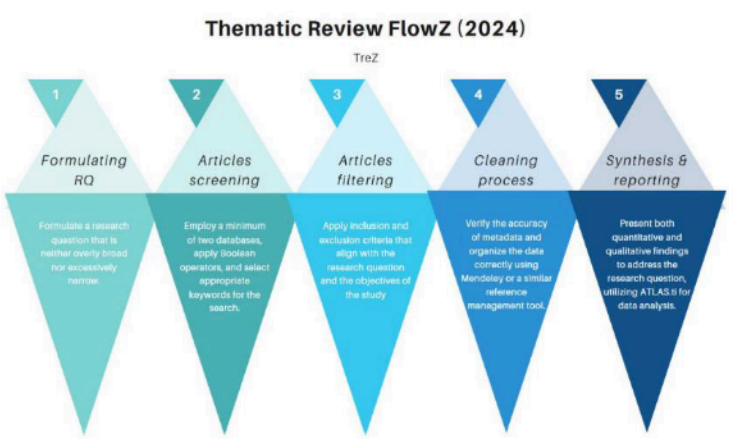 Thematic Review FlowZ (2024)
TreZ
1
Formulating
RQ
Formulate a research
question that is
neither overly broad
nor excessively
narrow.
2
Articles
screening
Employ a minimum
of two databases,
apply Boolean
operators, and select
appropriate
keywords for the
search.
3
Articles
filtering
Apply inclusion and
exclusion criteria that
align with the
research question
and the objectives of
the study
4
Cleaning
process
Verify the accuracy
of metadata and
organize the data
correctly using
Mendeley or a similar
reference
management tool.
5
Synthesis &
reporting
Present both
quantitative and
qualitative findings
to address the
research question,
utilizing ATLAS.ti for
data analysis.